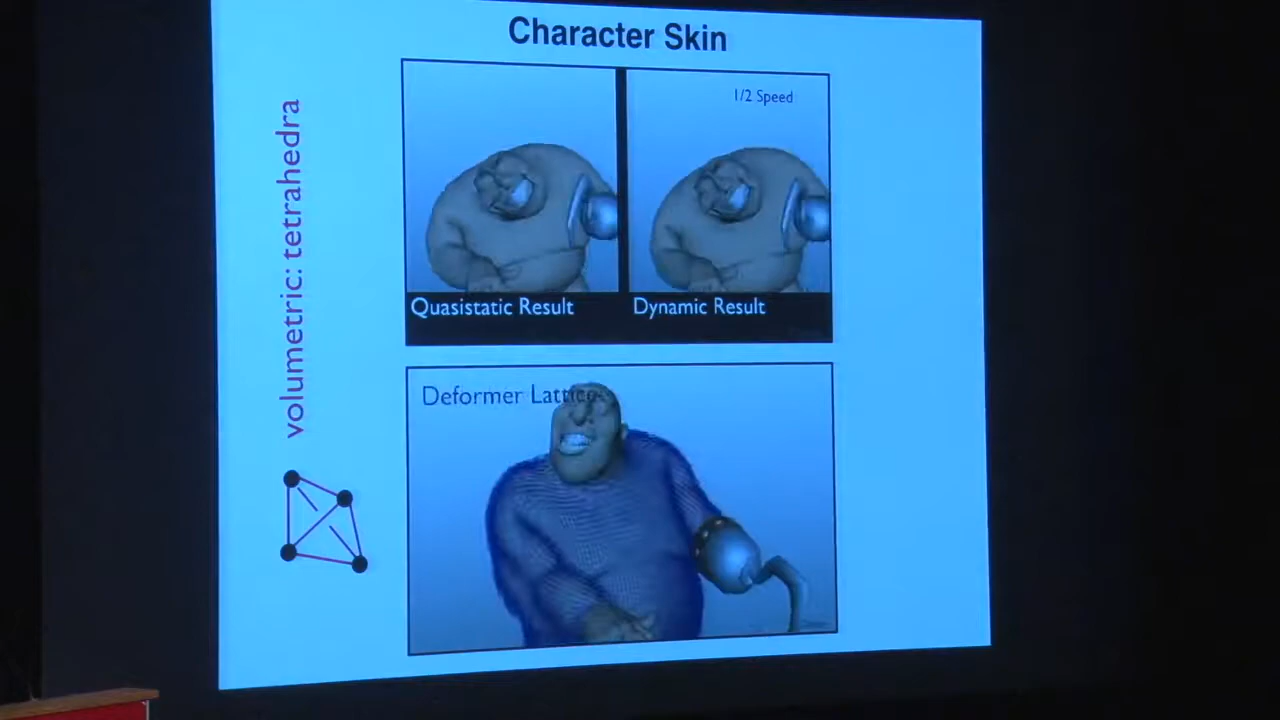 Character Skin
volumetric: tetrahedra
1/2 Speed
Quasistatic Result
Dynamic Result
Deformer Lattice